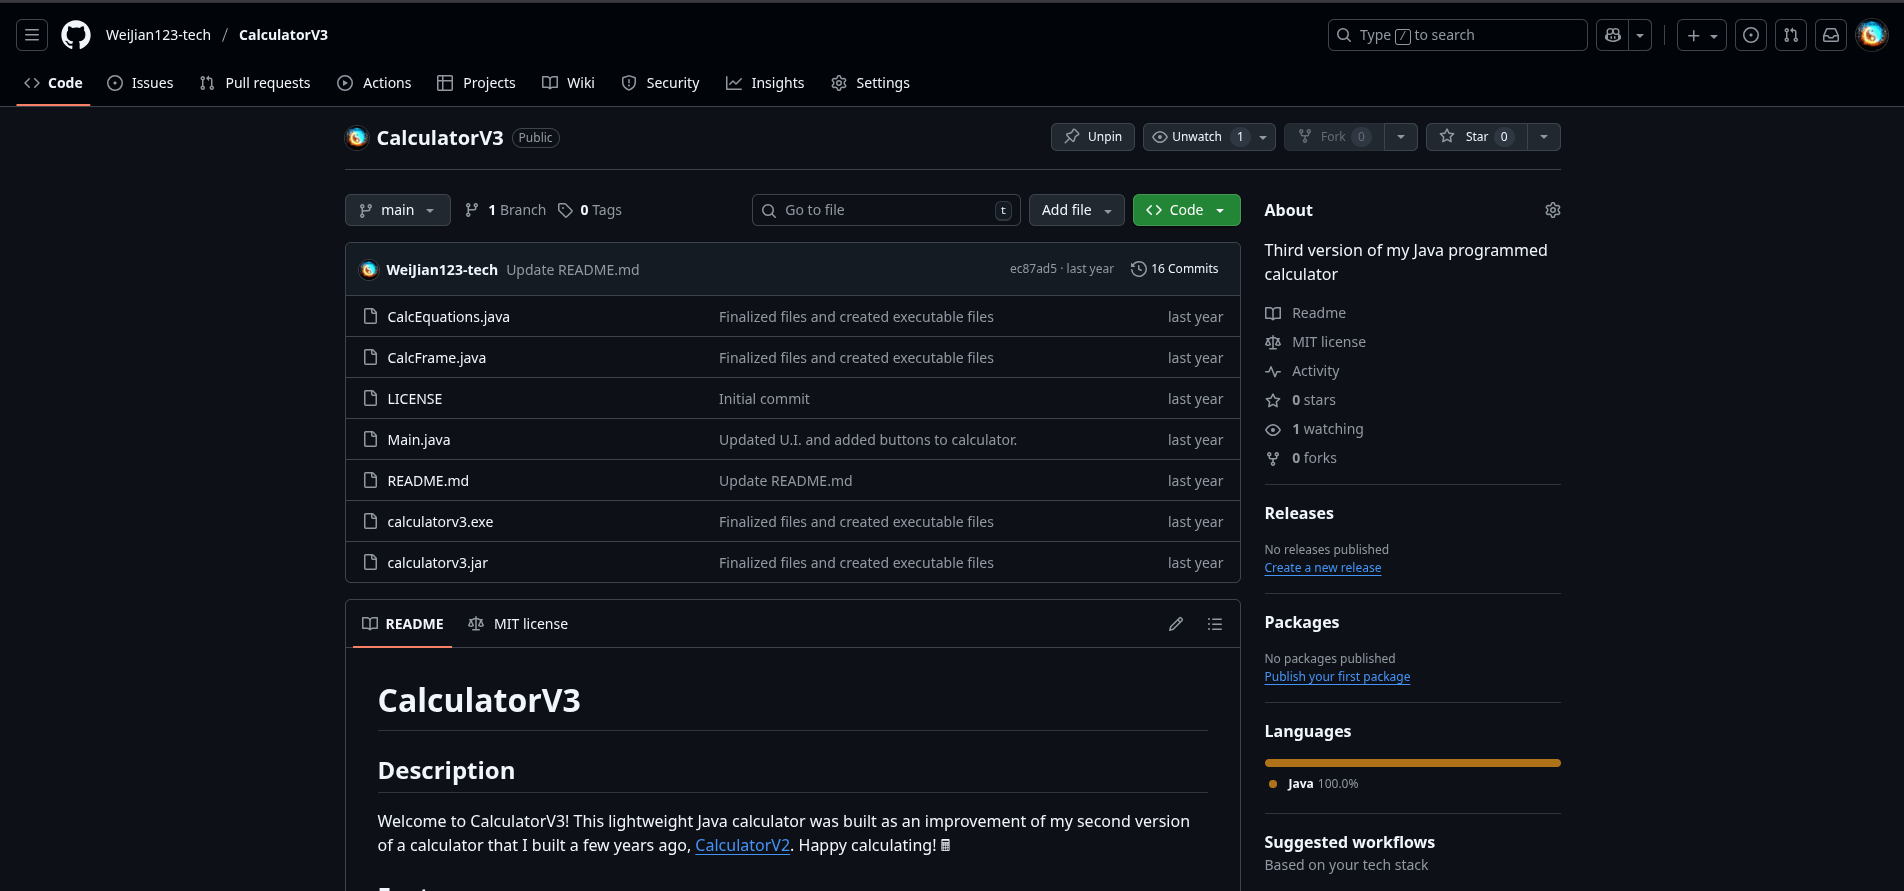 WeiJian123-tech / CalculatorV3
Type / to search
Code Issues Pull requests Actions Projects Wiki Security Insights Settings
CalculatorV3 Public
Unpin Unwatch 1 Fork 0 Star 0
main 1 Branch 0 Tags
Go to file t Add file Code
WeiJian123-tech Update README.md ec87ad5 · last year 16 Commits
CalcEquations.java Finalized files and created executable files last year
CalcFrame.java Finalized files and created executable files last year
LICENSE Initial commit last year
Main.java Updated U.I. and added buttons to calculator. last year
README.md Update README.md last year
calculatorv3.exe Finalized files and created executable files last year
calculatorv3.jar Finalized files and created executable files last year
README MIT license
CalculatorV3
Description
Welcome to CalculatorV3! This lightweight Java calculator was built as an improvement of my second version
of a calculator that I built a few years ago, CalculatorV2. Happy calculating!
About
Third version of my Java programmed
calculator
Readme
MIT license
Activity
0 stars
1 watching
0 forks
Releases
No releases published
Create a new release
Packages
No packages published
Publish your first package
Languages
Java 100.0%
Suggested workflows
Based on your tech stack